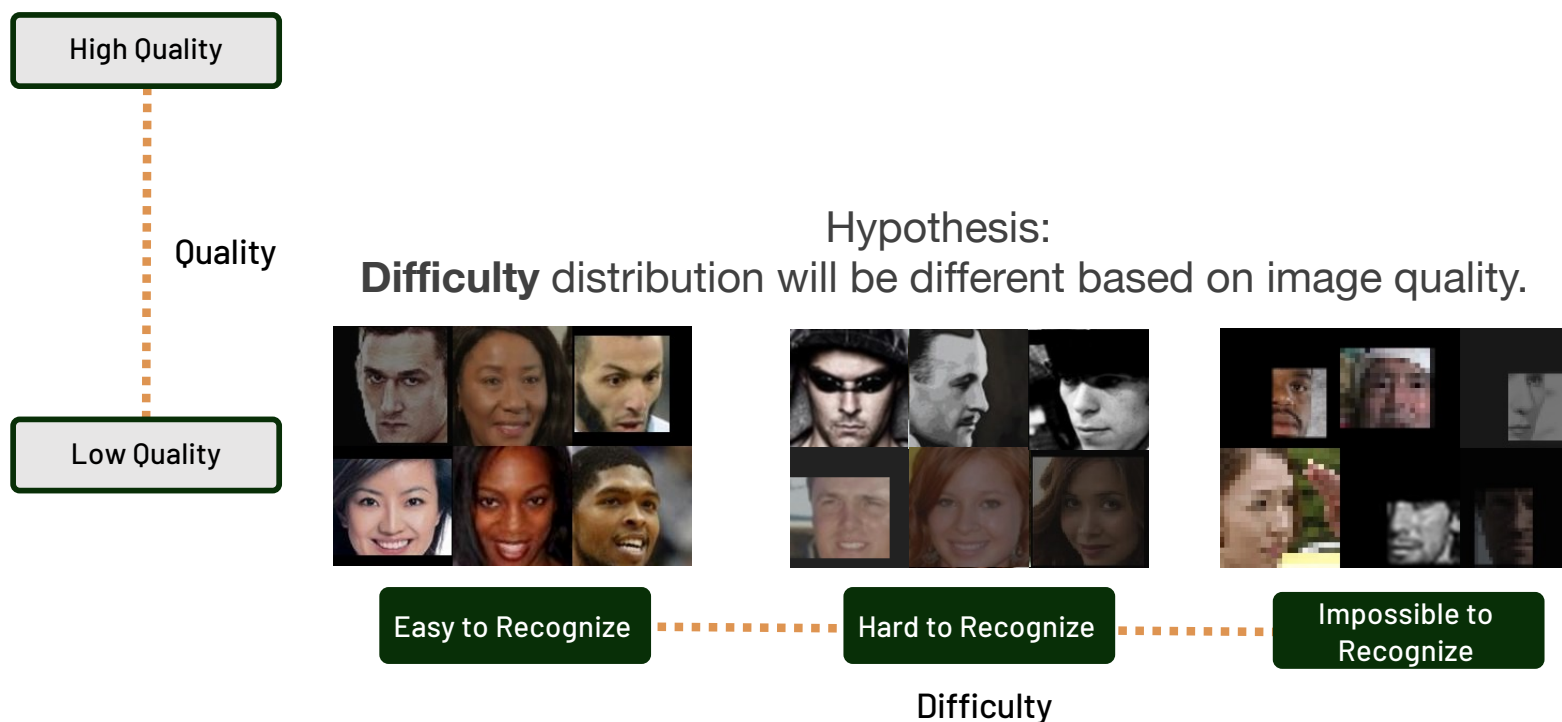 High Quality
Quality
Hypothesis:
Difficulty distribution will be different based on image quality.
Low Quality
Easy to Recognize
Hard to Recognize
Impossible to
Recognize
Difficulty